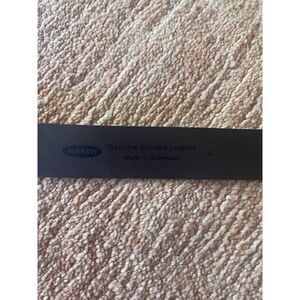 OLD NAVY
Genuine Bonded Leather
Made in Guatemala
L